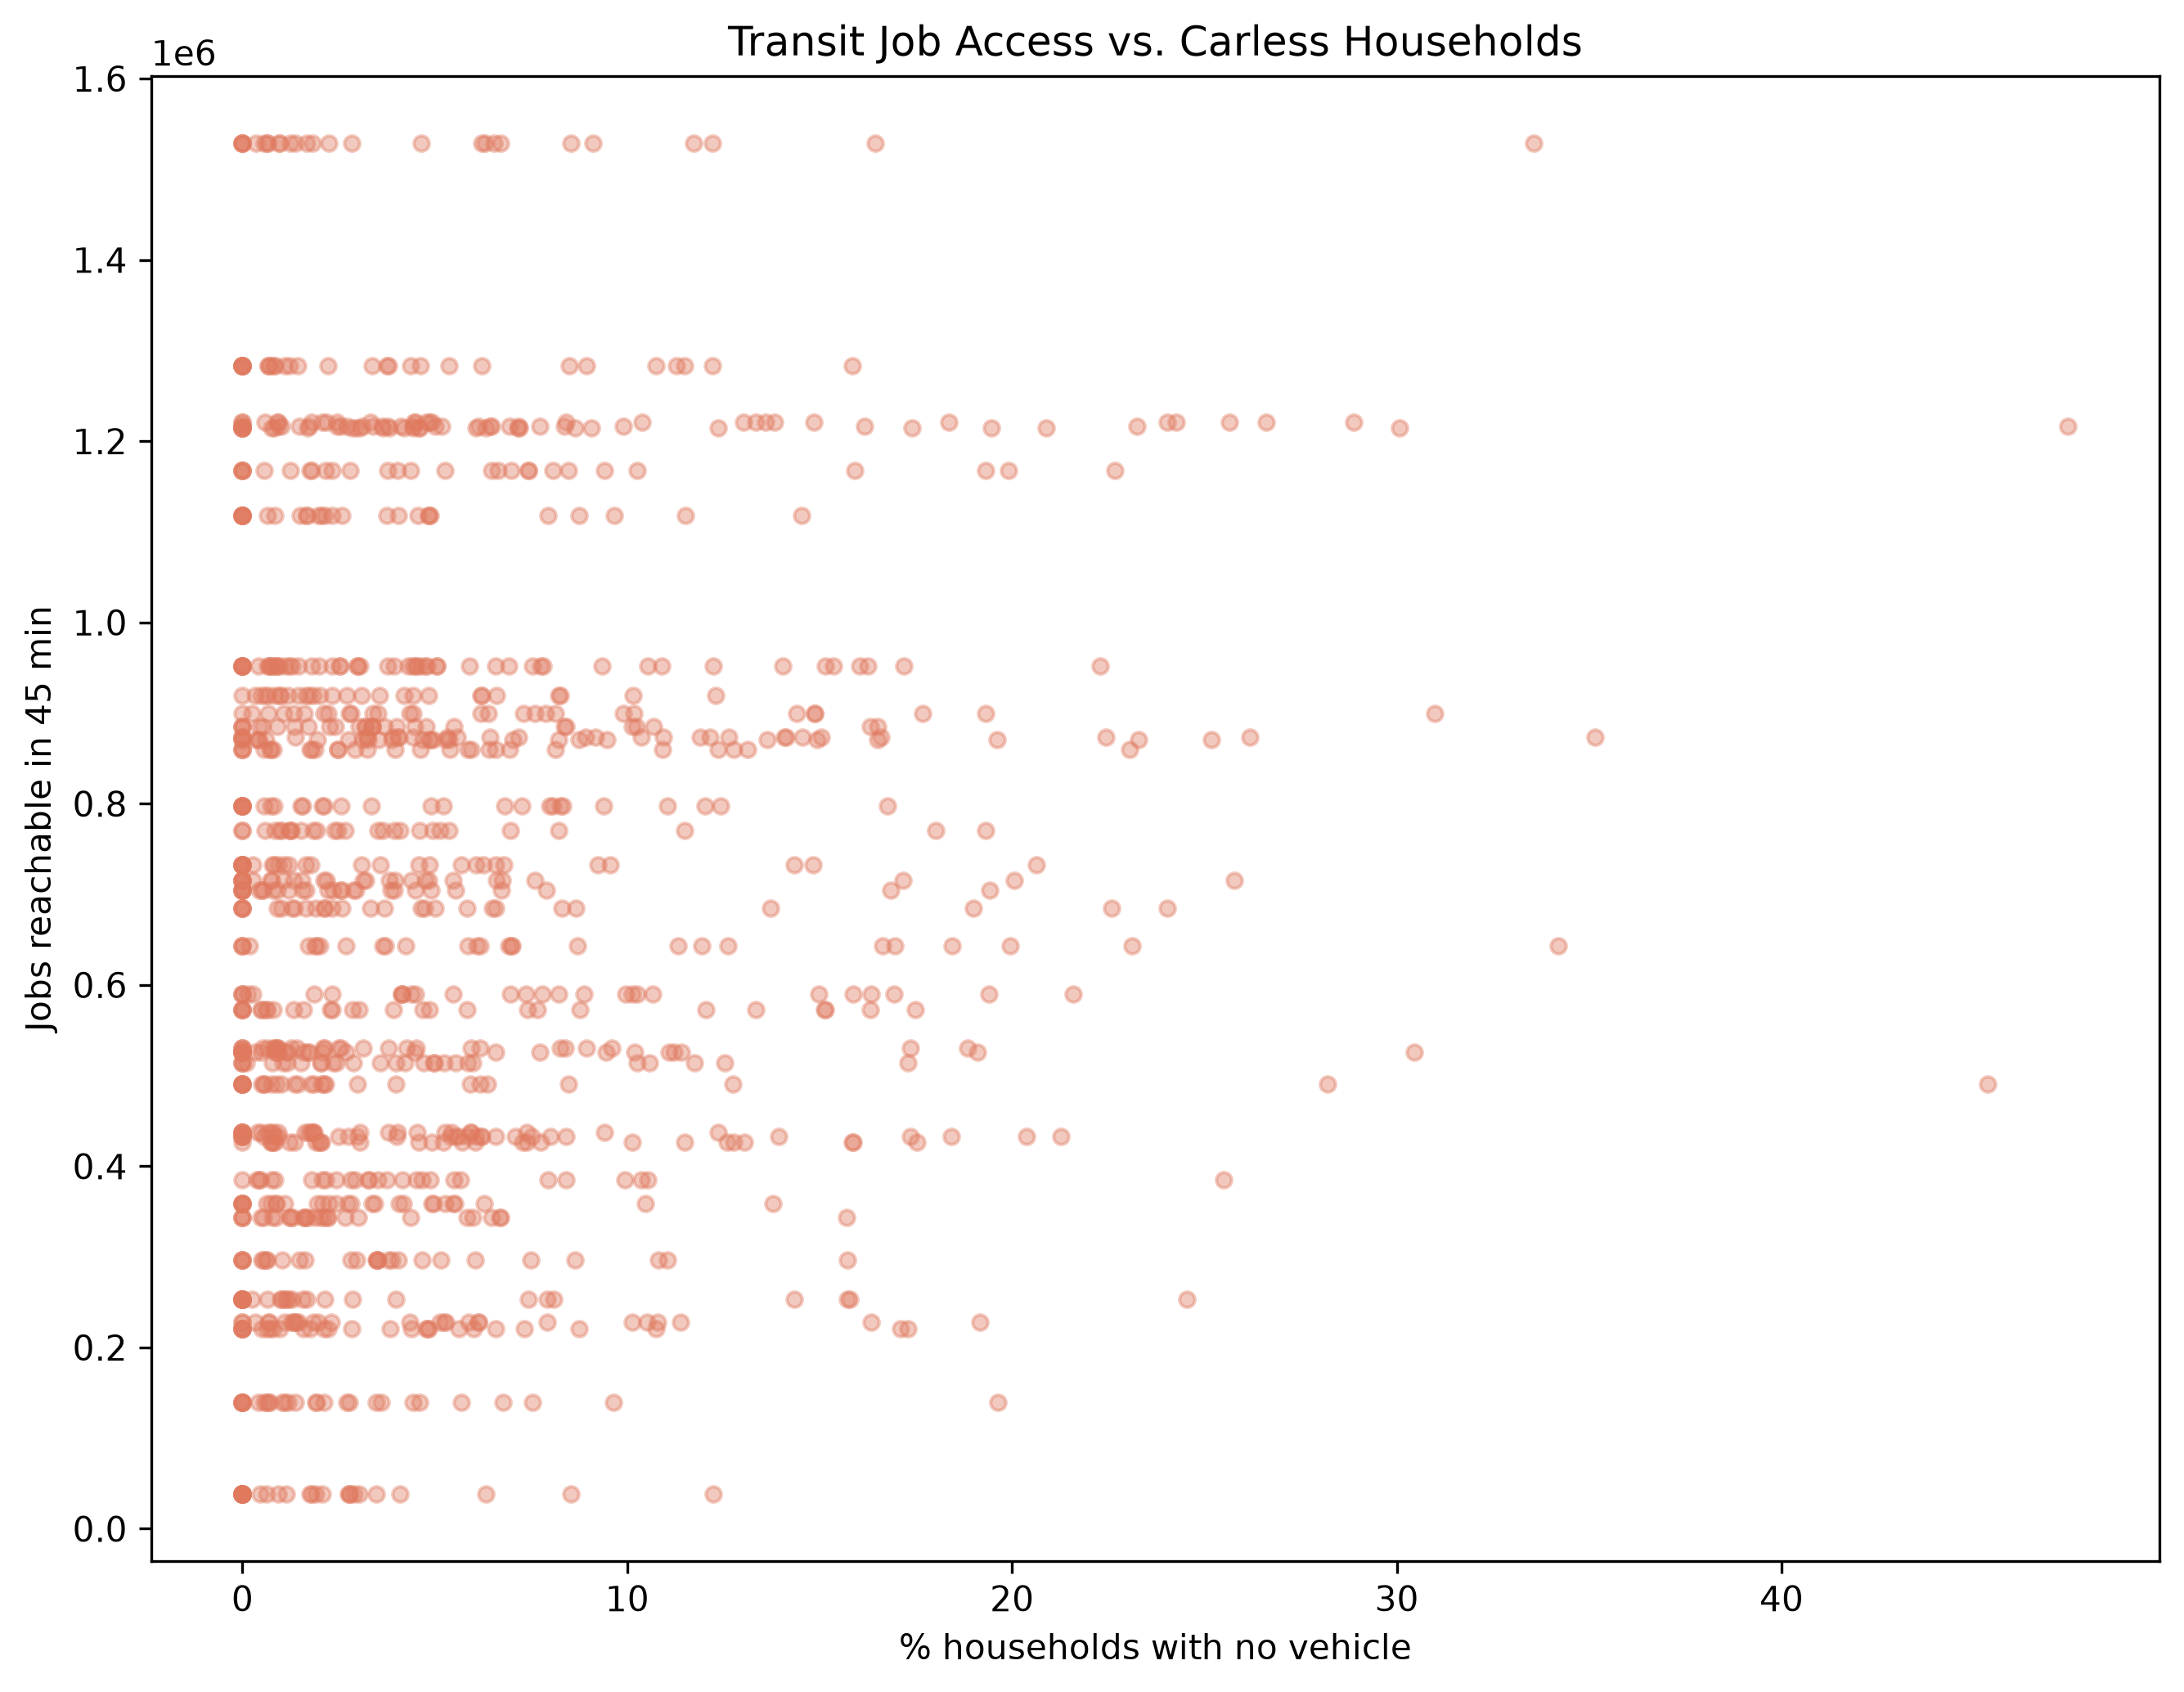 Transit Job Access vs. Carless Households
1e6
1.6
1.4
1.2
1.0
0.8
0.6
0.4
0.2
0.0
Jobs reachable in 45 min
0 10 20 30 40
% households with no vehicle